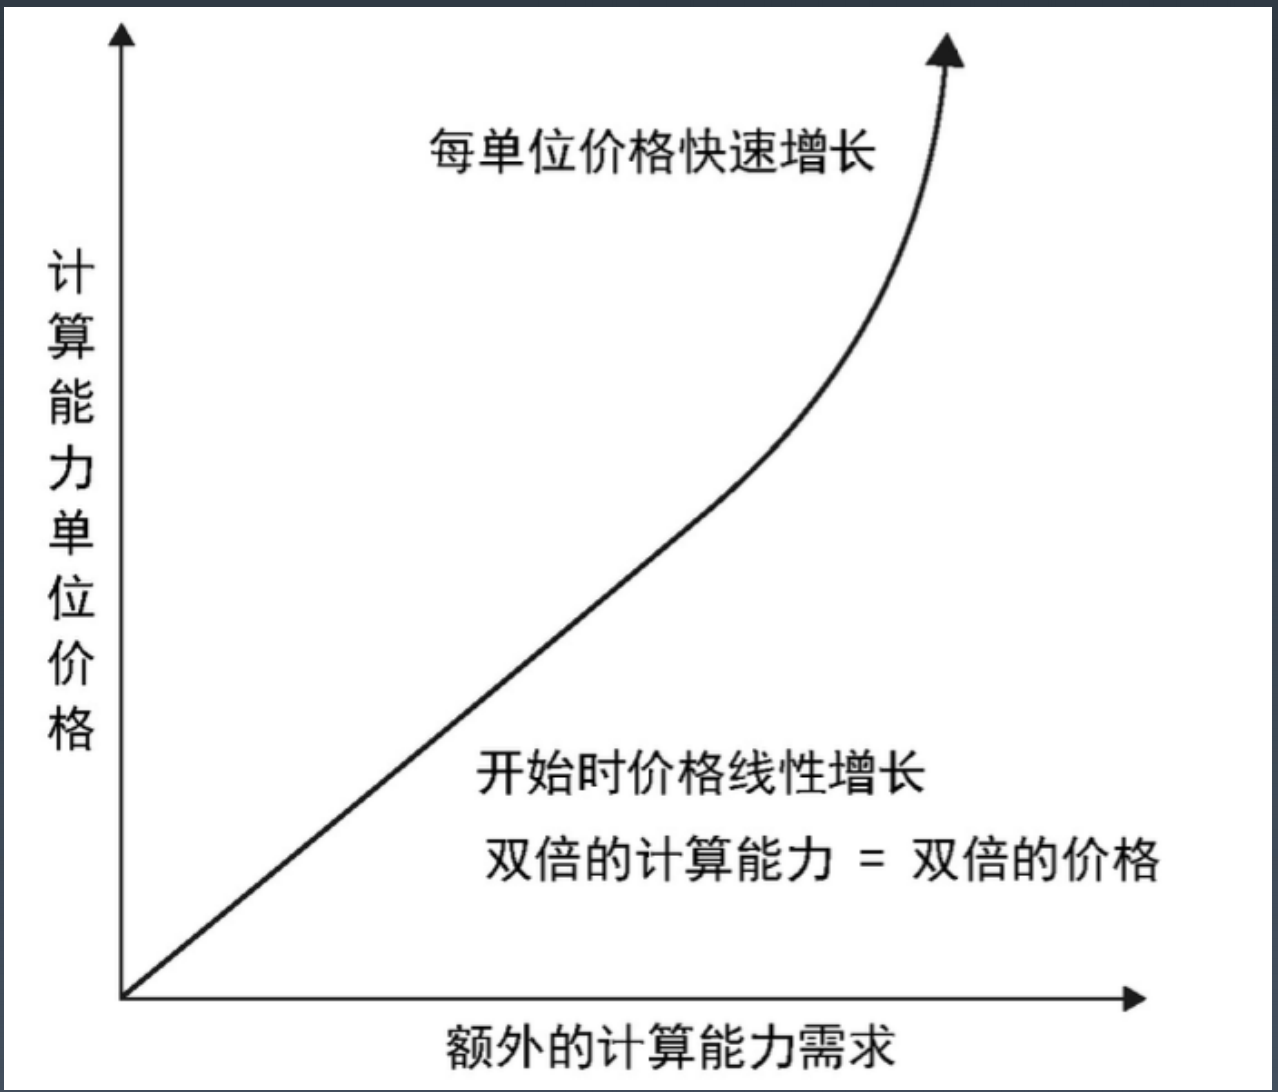 每单位价格快速增长
计算能力单位价格
开始时价格线性增长
双倍的计算能力 = 双倍的价格
额外的计算能力需求